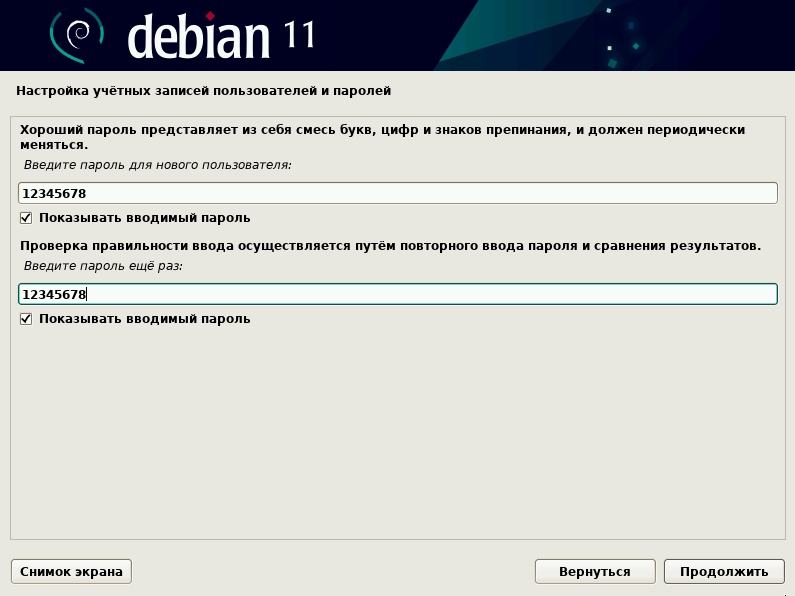 debian 11
Настройка учётных записей пользователей и паролей
Хороший пароль представляет из себя смесь букв, цифр и знаков препинания, и должен периодически
меняться.
Введите пароль для нового пользователя:
12345678
Показывать вводимый пароль
Проверка правильности ввода осуществляется путём повторного ввода пароля и сравнения результатов.
Введите пароль ещё раз:
12345678
Показывать вводимый пароль
Снимок экрана Вернуться Продолжить